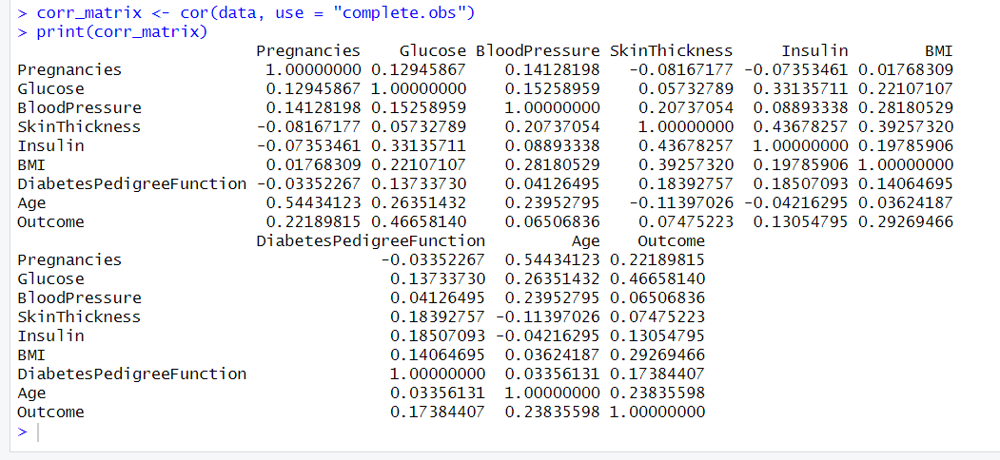 > corr_matrix <- cor(data, use = "complete.obs")
> print(corr_matrix)
                         Pregnancies    Glucose BloodPressure SkinThickness     Insulin        BMI
Pregnancies               1.00000000 0.12945867    0.14128198   -0.08167177 -0.07353461 0.01768309
Glucose                   0.12945867 1.00000000    0.15258959    0.05732789  0.33135711 0.22107107
BloodPressure             0.14128198 0.15258959    1.00000000    0.20737054  0.08893338 0.28180529
SkinThickness            -0.08167177 0.05732789    0.20737054    1.00000000  0.43678257 0.39257320
Insulin                  -0.07353461 0.33135711    0.08893338    0.43678257  1.00000000 0.19785906
BMI                       0.01768309 0.22107107    0.28180529    0.39257320  0.19785906 1.00000000
DiabetesPedigreeFunction -0.03352267 0.13733730    0.04126495    0.18392757  0.18507093 0.14064695
Age                       0.54434123 0.26351432    0.23952795   -0.11397026 -0.04216295 0.03624187
Outcome                   0.22189815 0.46658140    0.06506836    0.07475223  0.13054795 0.29269466
                         DiabetesPedigreeFunction         Age    Outcome
Pregnancies                           -0.03352267  0.54434123 0.22189815
Glucose                                0.13733730  0.26351432 0.46658140
BloodPressure                          0.04126495  0.23952795 0.06506836
SkinThickness                          0.18392757 -0.11397026 0.07475223
Insulin                                0.18507093 -0.04216295 0.13054795
BMI                                    0.14064695  0.03624187 0.29269466
DiabetesPedigreeFunction               1.00000000  0.03356131 0.17384407
Age                                    0.03356131  1.00000000 0.23835598
Outcome                                0.17384407  0.23835598 1.00000000
>